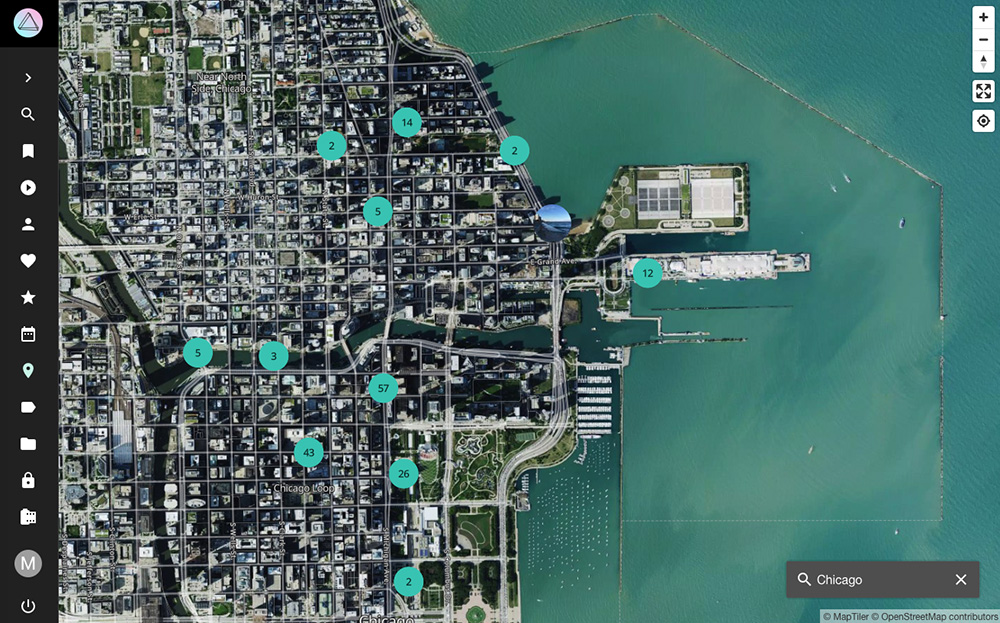 Near North
Side, Chicago
14
2
2
5
E Grand Ave
12
5
3
57
43
26
Chicago Loop
2
M
Chicago
Chicago
© MapTiler © OpenStreetMap contributors